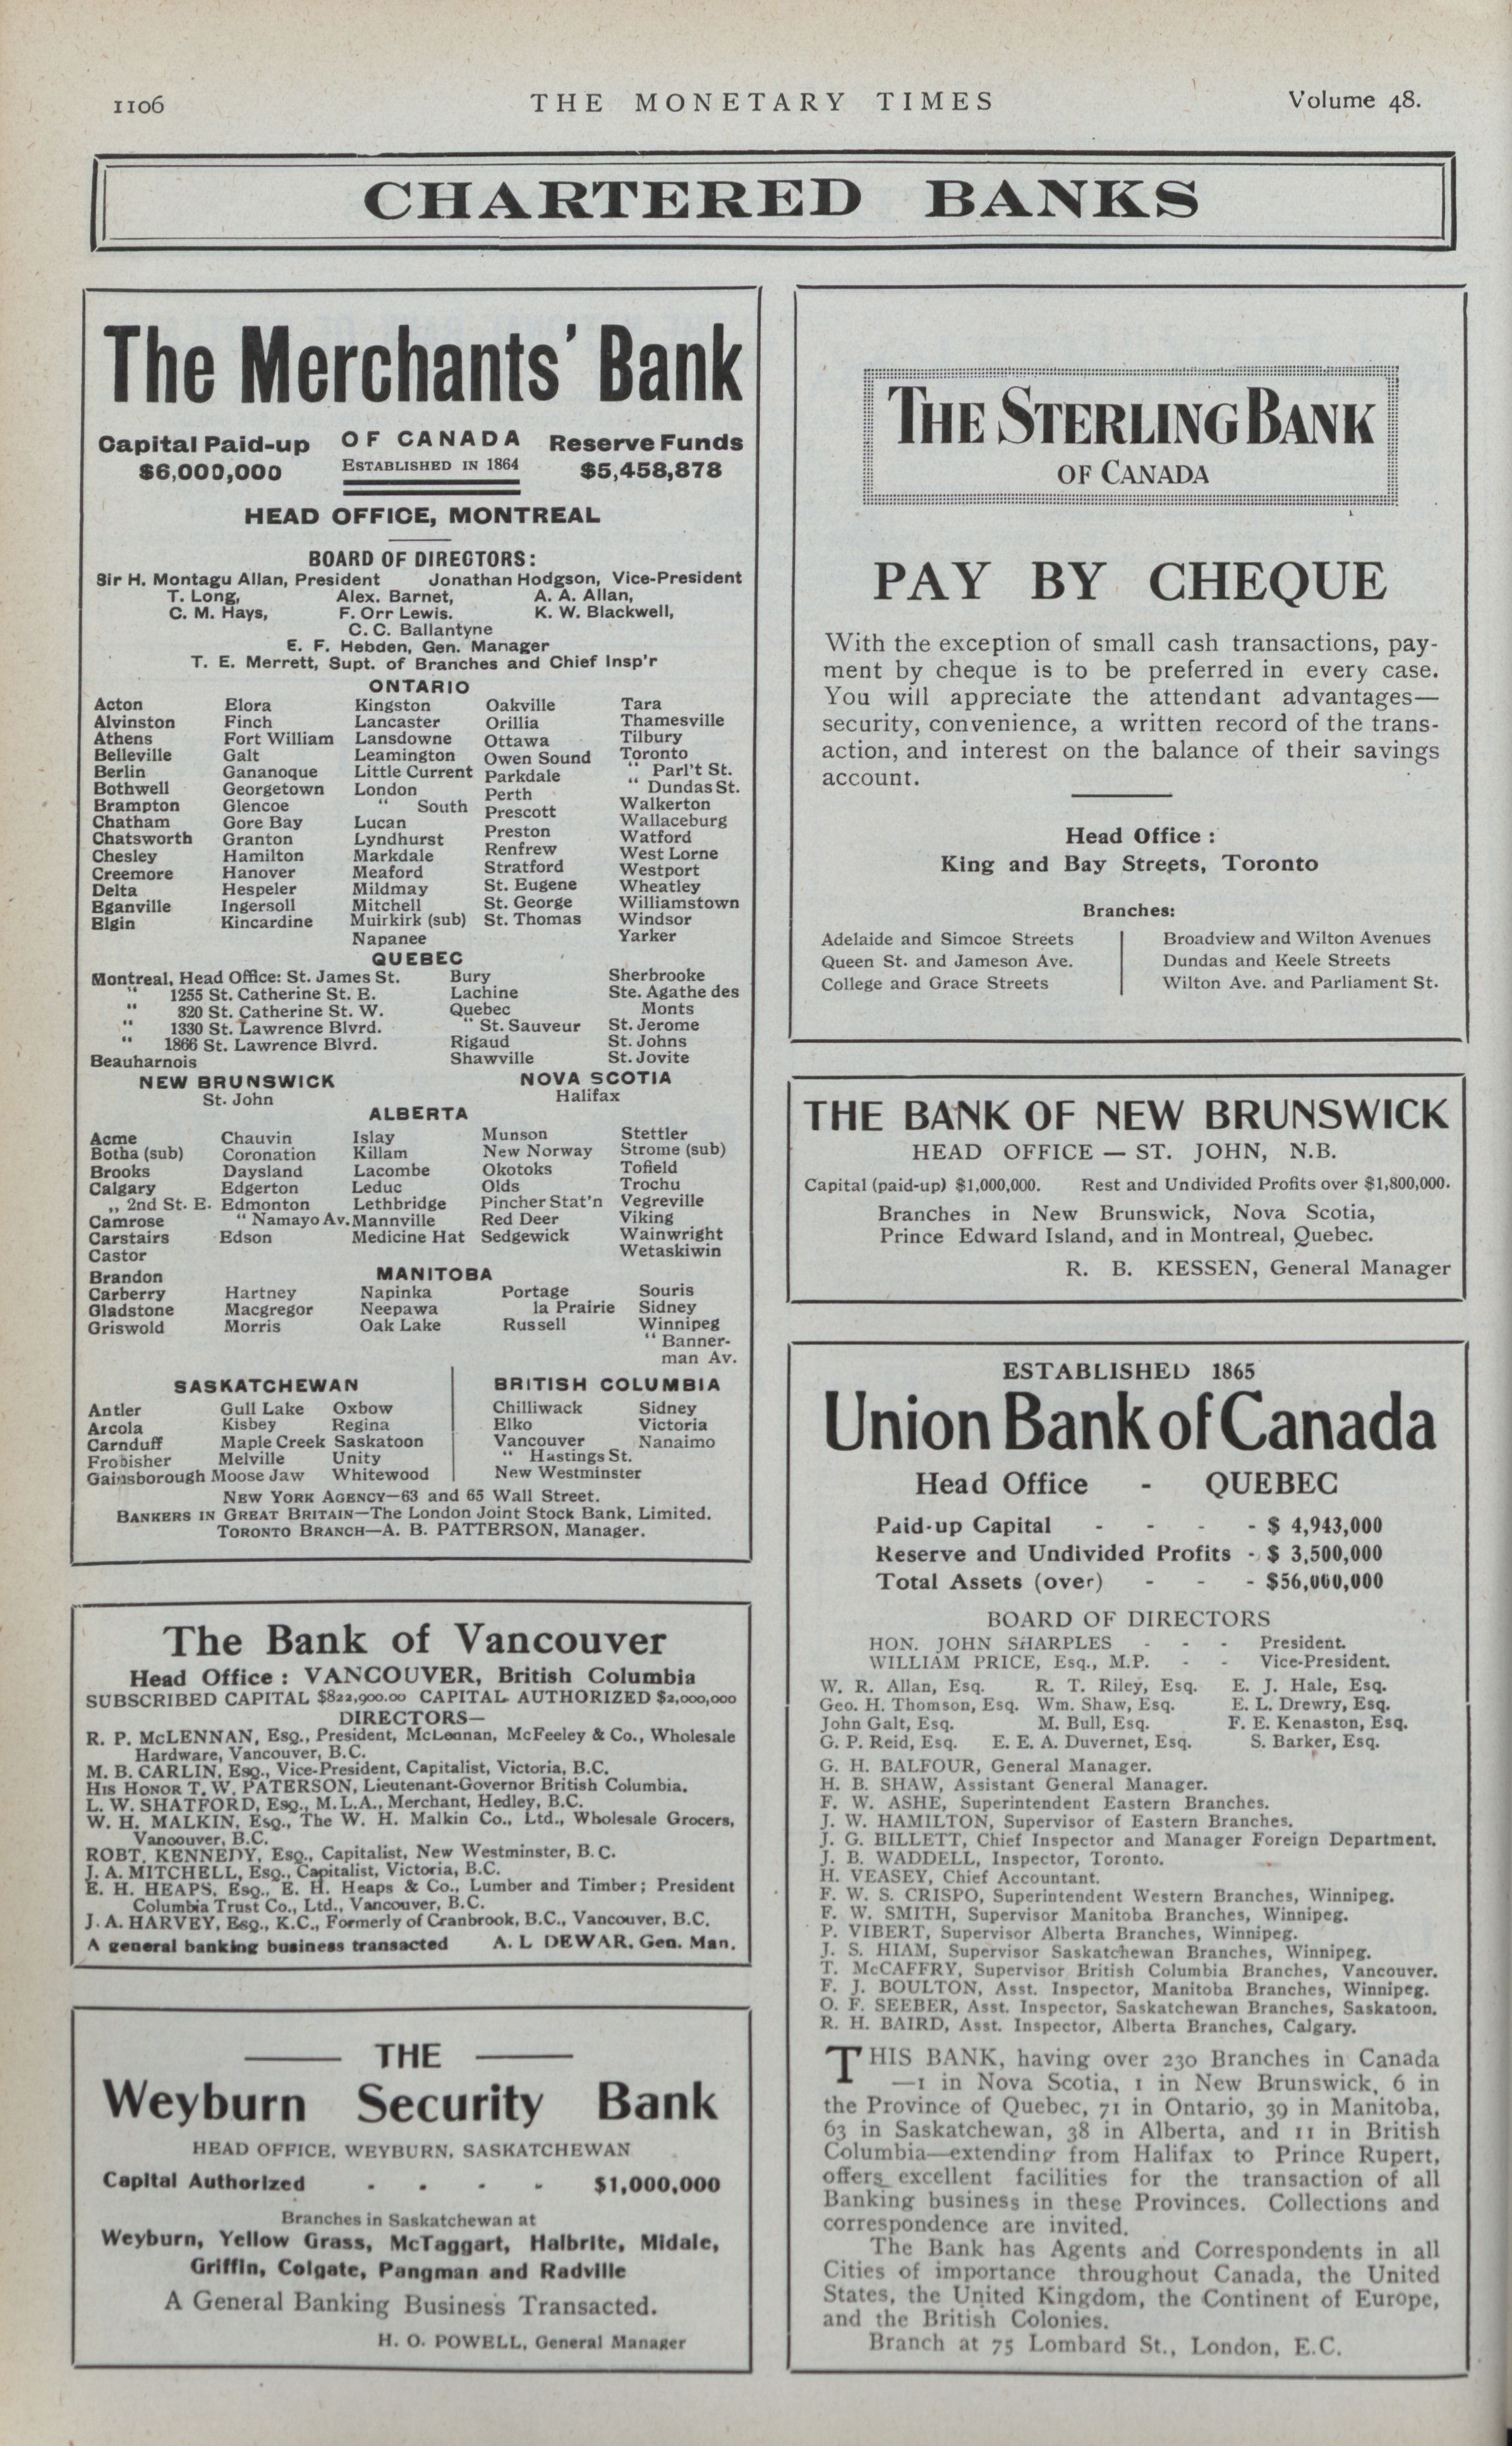 1106
THE MONETARY TIMES
Volume 48.
CHARTERED BANKS
The Merchants' Bank
Capital Paid-up OF CANADA Reserve Funds
$6,000,000 ESTABLISHED IN 1864 $5,458,878
HEAD OFFICE, MONTREAL
BOARD OF DIRECTORS:
Sir H. Montagu Allan, President Jonathan Hodgson, Vice-President
T. Long, Alex. Barnet, A. A. Allan,
C. M. Hays, F. Orr Lewis. K. W. Blackwell,
C. C. Ballantyne
E. F. Hebden, Gen. Manager
T. E. Merrett, Supt. of Branches and Chief Insp'r
ONTARIO
Acton Elora Kingston Oakville Tara
Alvinston Finch Lancaster Orillia Thamesville
Athens Fort William Lansdowne Ottawa Tilbury
Belleville Galt Leamington Owen Sound Toronto
Berlin Gananoque Little Current Parkdale " Parl't St.
Bothwell Georgetown London Perth " Dundas St.
Brampton Glencoe " South Prescott Walkerton
Chatham Gore Bay Lucan Preston Wallaceburg
Chatsworth Granton Lyndhurst Renfrew Watford
Chesley Hamilton Markdale Stratford West Lorne
Creemore Hanover Meaford St. Eugene Westport
Delta Hespeler Mildmay St. George Wheatley
Eganville Ingersoll Mitchell St. Thomas Williamstown
Elgin Kincardine Muirkirk (sub) Windsor
Napanee Yarker
QUEBEC
Montreal, Head Office: St. James St. Bury Sherbrooke
" 1255 St. Catherine St. E. Lachine Ste. Agathe des
" 320 St. Catherine St. W. Quebec Monts
" 1330 St. Lawrence Blvrd. " St. Sauveur St. Jerome
" 1866 St. Lawrence Blvrd. Rigaud St. Johns
Beauharnois Shawville St. Jovite
NEW BRUNSWICK NOVA SCOTIA
St. John Halifax
ALBERTA
Acme Chauvin Islay Munson Stettler
Botha (sub) Coronation Killam New Norway Strome (sub)
Brooks Daysland Lacombe Okotoks Tofield
Calgary Edgerton Leduc Olds Trochu
„ 2nd St. E. Edmonton Lethbridge Pincher Stat'n Vegreville
Camrose " Namayo Av. Mannville Red Deer Viking
Carstairs Edson Medicine Hat Sedgewick Wainwright
Castor Wetaskiwin
MANITOBA
Brandon
Carberry Hartney Napinka Portage Souris
Gladstone Macgregor Neepawa la Prairie Sidney
Griswold Morris Oak Lake Russell Winnipeg
" Banner-
man Av.
SASKATCHEWAN BRITISH COLUMBIA
Antler Gull Lake Oxbow Chilliwack Sidney
Arcola Kisbey Regina Elko Victoria
Carnduff Maple Creek Saskatoon Vancouver Nanaimo
Frobisher Melville Unity " Hastings St.
Gainsborough Moose Jaw Whitewood New Westminster
NEW YORK AGENCY—63 and 65 Wall Street.
BANKERS IN GREAT BRITAIN—The London Joint Stock Bank, Limited.
TORONTO BRANCH—A. B. PATTERSON, Manager.
The Bank of Vancouver
Head Office : VANCOUVER, British Columbia
SUBSCRIBED CAPITAL $822,900.00 CAPITAL AUTHORIZED $2,000,000
DIRECTORS—
R. P. McLENNAN, Esq., President, McLennan, McFeeley & Co., Wholesale
Hardware, Vancouver, B.C.
M. B. CARLIN, Esq., Vice-President, Capitalist, Victoria, B.C.
HIS HONOR T. W. PATERSON, Lieutenant-Governor British Columbia.
L. W. SHATFORD, Esq., M.L.A., Merchant, Hedley, B.C.
W. H. MALKIN, Esq., The W. H. Malkin Co., Ltd., Wholesale Grocers,
Vancouver, B.C.
ROBT. KENNEDY, Esq., Capitalist, New Westminster, B.C.
J. A. MITCHELL, Esq., Capitalist, Victoria, B.C.
E. H. HEAPS, Esq., E. H. Heaps & Co., Lumber and Timber; President
Columbia Trust Co., Ltd., Vancouver, B.C.
J. A. HARVEY, Esq., K.C., Formerly of Cranbrook, B.C., Vancouver, B.C.
A general banking business transacted A. L DEWAR, Gen. Man.
THE
Weyburn Security Bank
HEAD OFFICE, WEYBURN, SASKATCHEWAN
Capital Authorized - - - - $1,000,000
Branches in Saskatchewan at
Weyburn, Yellow Grass, McTaggart, Halbrite, Midale,
Griffin, Colgate, Pangman and Radville
A General Banking Business Transacted.
H. O. POWELL, General Manager
THE STERLING BANK
OF CANADA
PAY BY CHEQUE
With the exception of small cash transactions, pay-
ment by cheque is to be preferred in every case.
You will appreciate the attendant advantages—
security, convenience, a written record of the trans-
action, and interest on the balance of their savings
account.
Head Office :
King and Bay Streets, Toronto
Branches:
Adelaide and Simcoe Streets Broadview and Wilton Avenues
Queen St. and Jameson Ave. Dundas and Keele Streets
College and Grace Streets Wilton Ave. and Parliament St.
THE BANK OF NEW BRUNSWICK
HEAD OFFICE — ST. JOHN, N.B.
Capital (paid-up) $1,000,000. Rest and Undivided Profits over $1,800,000.
Branches in New Brunswick, Nova Scotia,
Prince Edward Island, and in Montreal, Quebec.
R. B. KESSEN, General Manager
ESTABLISHED 1865
Union Bank of Canada
Head Office - QUEBEC
Paid-up Capital - - - - $ 4,943,000
Reserve and Undivided Profits - $ 3,500,000
Total Assets (over) - - - $56,000,000
BOARD OF DIRECTORS
HON. JOHN SHARPLES - - - President.
WILLIAM PRICE, Esq., M.P. - - Vice-President.
W. R. Allan, Esq. R. T. Riley, Esq. E. J. Hale, Esq.
Geo. H. Thomson, Esq. Wm. Shaw, Esq. E. L. Drewry, Esq.
John Galt, Esq. M. Bull, Esq. F. E. Kenaston, Esq.
G. P. Reid, Esq. E. E. A. Duvernet, Esq. S. Barker, Esq.
G. H. BALFOUR, General Manager.
H. B. SHAW, Assistant General Manager.
F. W. ASHE, Superintendent Eastern Branches.
J. W. HAMILTON, Supervisor of Eastern Branches.
J. G. BILLETT, Chief Inspector and Manager Foreign Department.
J. B. WADDELL, Inspector, Toronto.
H. VEASEY, Chief Accountant.
F. W. S. CRISPO, Superintendent Western Branches, Winnipeg.
F. W. SMITH, Supervisor Manitoba Branches, Winnipeg.
P. VIBERT, Supervisor Alberta Branches, Winnipeg.
J. S. HIAM, Supervisor Saskatchewan Branches, Winnipeg.
T. McCAFFRY, Supervisor British Columbia Branches, Vancouver.
F. J. BOULTON, Asst. Inspector, Manitoba Branches, Winnipeg.
O. F. SEEBER, Asst. Inspector, Saskatchewan Branches, Saskatoon.
R. H. BAIRD, Asst. Inspector, Alberta Branches, Calgary.
THIS BANK, having over 230 Branches in Canada
—1 in Nova Scotia, 1 in New Brunswick, 6 in
the Province of Quebec, 71 in Ontario, 39 in Manitoba,
63 in Saskatchewan, 38 in Alberta, and 11 in British
Columbia—extending from Halifax to Prince Rupert,
offers excellent facilities for the transaction of all
Banking business in these Provinces. Collections and
correspondence are invited.
The Bank has Agents and Correspondents in all
Cities of importance throughout Canada, the United
States, the United Kingdom, the Continent of Europe,
and the British Colonies.
Branch at 75 Lombard St., London, E.C.